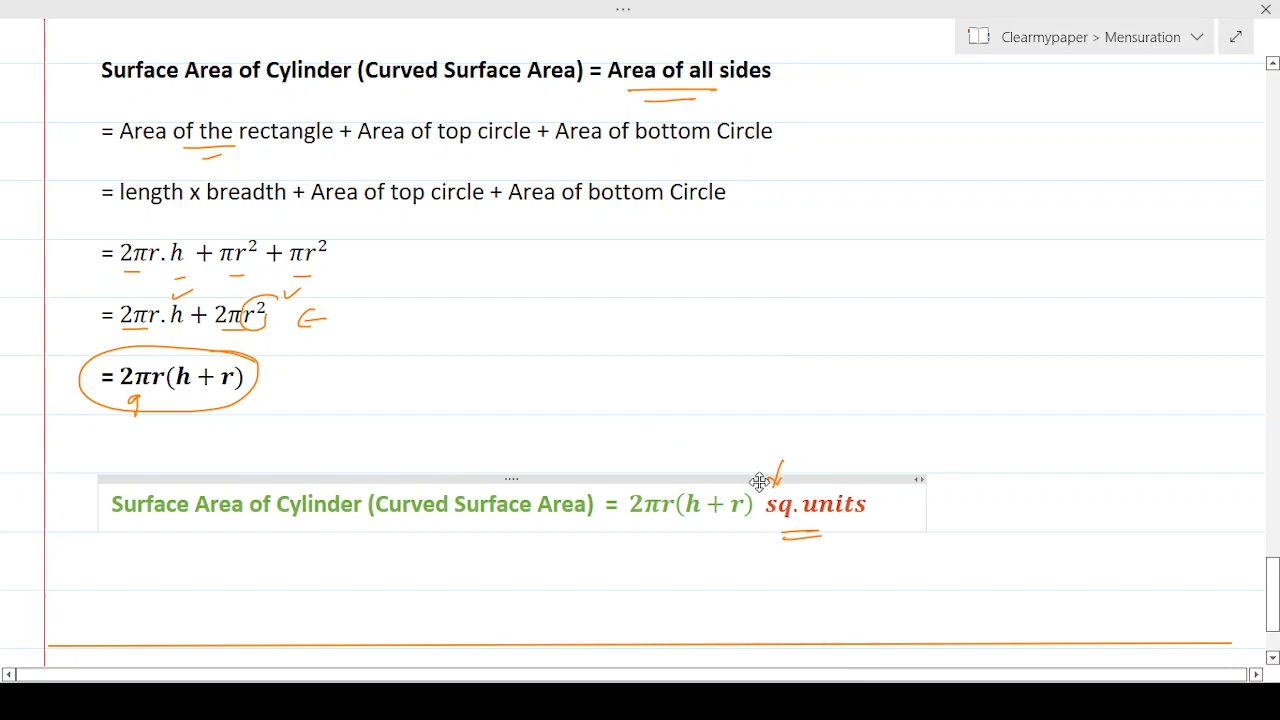 Clearmypaper > Mensuration
Surface Area of Cylinder (Curved Surface Area) = Area of all sides
= Area of the rectangle + Area of top circle + Area of bottom Circle
= length x breadth + Area of top circle + Area of bottom Circle
= 2πr.h + πr² + πr²
= 2πr.h + 2πr²
= 2πr(h + r)
Surface Area of Cylinder (Curved Surface Area) = 2πr(h + r) sq.units